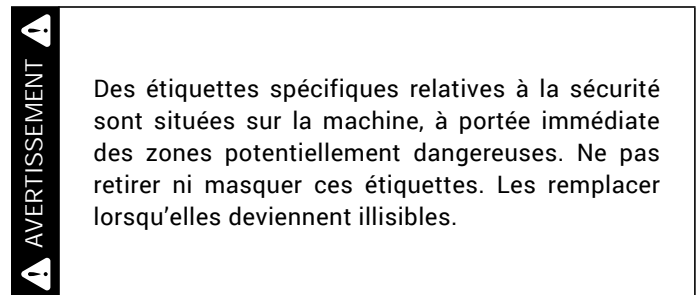 AVERTISSEMENT
Des étiquettes spécifiques relatives à la sécurité
sont situées sur la machine, à portée immédiate
des zones potentiellement dangereuses. Ne pas
retirer ni masquer ces étiquettes. Les remplacer
lorsqu'elles deviennent illisibles.